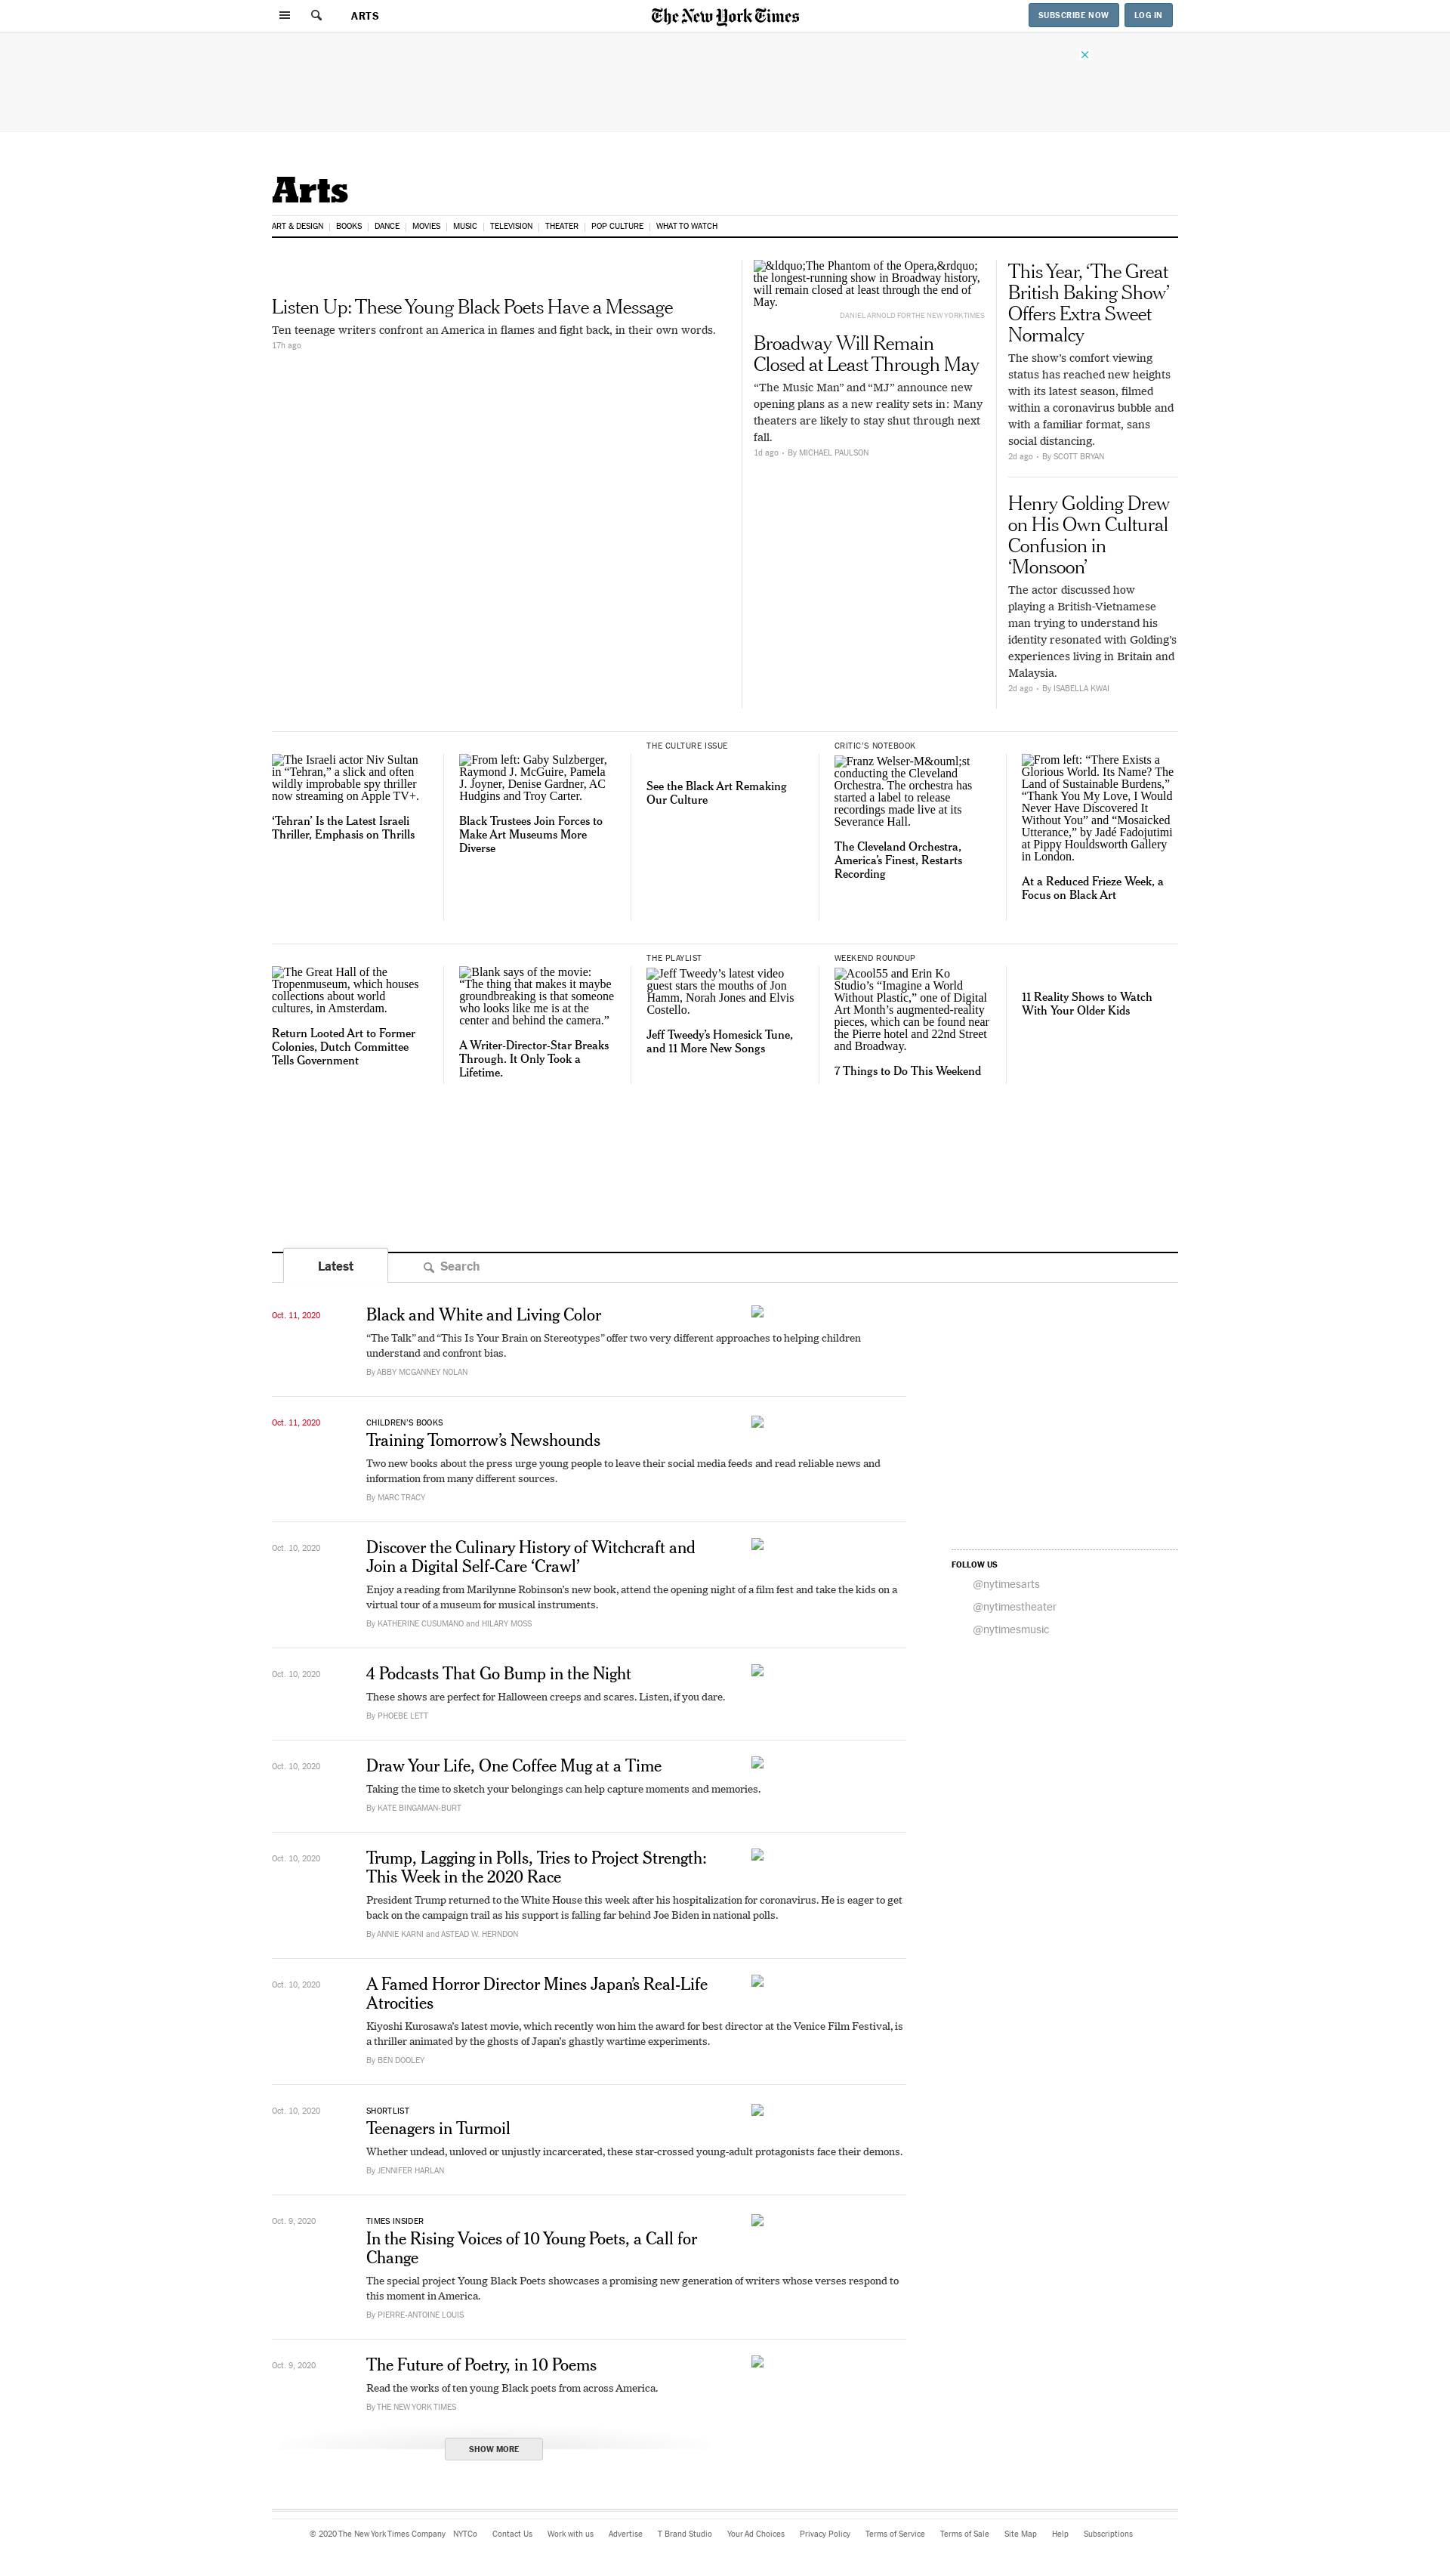 ARTS
The New York Times
SUBSCRIBE NOW
LOG IN
Arts
ART & DESIGN | BOOKS | DANCE | MOVIES | MUSIC | TELEVISION | THEATER | POP CULTURE | WHAT TO WATCH
Listen Up: These Young Black Poets Have a Message
Ten teenage writers confront an America in flames and fight back, in their own words.
17h ago
&ldquo;The Phantom of the Opera,&rdquo;
the longest-running show in Broadway history,
will remain closed at least through the end of
May.
DANIEL ARNOLD FOR THE NEW YORK TIMES
Broadway Will Remain
Closed at Least Through May
“The Music Man” and “MJ” announce new
opening plans as a new reality sets in: Many
theaters are likely to stay shut through next
fall.
1d ago • By MICHAEL PAULSON
This Year, ‘The Great
British Baking Show’
Offers Extra Sweet
Normalcy
The show’s comfort viewing
status has reached new heights
with its latest season, filmed
within a coronavirus bubble and
with a familiar format, sans
social distancing.
2d ago • By SCOTT BRYAN
Henry Golding Drew
on His Own Cultural
Confusion in
‘Monsoon’
The actor discussed how
playing a British-Vietnamese
man trying to understand his
identity resonated with Golding’s
experiences living in Britain and
Malaysia.
2d ago • By ISABELLA KWAI
The Israeli actor Niv Sultan
in “Tehran,” a slick and often
wildly improbable spy thriller
now streaming on Apple TV+.
‘Tehran’ Is the Latest Israeli
Thriller, Emphasis on Thrills
From left: Gaby Sulzberger,
Raymond J. McGuire, Pamela
J. Joyner, Denise Gardner, AC
Hudgins and Troy Carter.
Black Trustees Join Forces to
Make Art Museums More
Diverse
THE CULTURE ISSUE
See the Black Art Remaking
Our Culture
CRITIC’S NOTEBOOK
Franz Welser-M&ouml;st
conducting the Cleveland
Orchestra. The orchestra has
started a label to release
recordings made live at its
Severance Hall.
The Cleveland Orchestra,
America’s Finest, Restarts
Recording
From left: “There Exists a
Glorious World. Its Name? The
Land of Sustainable Burdens,”
“Thank You My Love, I Would
Never Have Discovered It
Without You” and “Mosaicked
Utterance,” by Jadé Fadojutimi
at Pippy Houldsworth Gallery
in London.
At a Reduced Frieze Week, a
Focus on Black Art
The Great Hall of the
Tropenmuseum, which houses
collections about world
cultures, in Amsterdam.
Return Looted Art to Former
Colonies, Dutch Committee
Tells Government
Blank says of the movie:
“The thing that makes it maybe
groundbreaking is that someone
who looks like me is at the
center and behind the camera.”
A Writer-Director-Star Breaks
Through. It Only Took a
Lifetime.
THE PLAYLIST
Jeff Tweedy’s latest video
guest stars the mouths of Jon
Hamm, Norah Jones and Elvis
Costello.
Jeff Tweedy’s Homesick Tune,
and 11 More New Songs
WEEKEND ROUNDUP
Acool55 and Erin Ko
Studio’s “Imagine a World
Without Plastic,” one of Digital
Art Month’s augmented-reality
pieces, which can be found near
the Pierre hotel and 22nd Street
and Broadway.
7 Things to Do This Weekend
11 Reality Shows to Watch
With Your Older Kids
Latest
Search
Oct. 11, 2020
Black and White and Living Color
“The Talk” and “This Is Your Brain on Stereotypes” offer two very different approaches to helping children
understand and confront bias.
By ABBY MCGANNEY NOLAN
Oct. 11, 2020
CHILDREN’S BOOKS
Training Tomorrow’s Newshounds
Two new books about the press urge young people to leave their social media feeds and read reliable news and
information from many different sources.
By MARC TRACY
Oct. 10, 2020
Discover the Culinary History of Witchcraft and
Join a Digital Self-Care ‘Crawl’
Enjoy a reading from Marilynne Robinson’s new book, attend the opening night of a film fest and take the kids on a
virtual tour of a museum for musical instruments.
By KATHERINE CUSUMANO and HILARY MOSS
FOLLOW US
@nytimesarts
@nytimestheater
@nytimesmusic
Oct. 10, 2020
4 Podcasts That Go Bump in the Night
These shows are perfect for Halloween creeps and scares. Listen, if you dare.
By PHOEBE LETT
Oct. 10, 2020
Draw Your Life, One Coffee Mug at a Time
Taking the time to sketch your belongings can help capture moments and memories.
By KATE BINGAMAN-BURT
Oct. 10, 2020
Trump, Lagging in Polls, Tries to Project Strength:
This Week in the 2020 Race
President Trump returned to the White House this week after his hospitalization for coronavirus. He is eager to get
back on the campaign trail as his support is falling far behind Joe Biden in national polls.
By ANNIE KARNI and ASTEAD W. HERNDON
Oct. 10, 2020
A Famed Horror Director Mines Japan’s Real-Life
Atrocities
Kiyoshi Kurosawa’s latest movie, which recently won him the award for best director at the Venice Film Festival, is
a thriller animated by the ghosts of Japan’s ghastly wartime experiments.
By BEN DOOLEY
Oct. 10, 2020
SHORTLIST
Teenagers in Turmoil
Whether undead, unloved or unjustly incarcerated, these star-crossed young-adult protagonists face their demons.
By JENNIFER HARLAN
Oct. 9, 2020
TIMES INSIDER
In the Rising Voices of 10 Young Poets, a Call for
Change
The special project Young Black Poets showcases a promising new generation of writers whose verses respond to
this moment in America.
By PIERRE-ANTOINE LOUIS
Oct. 9, 2020
The Future of Poetry, in 10 Poems
Read the works of ten young Black poets from across America.
By THE NEW YORK TIMES
SHOW MORE
© 2020 The New York Times Company NYTCo Contact Us Work with us Advertise T Brand Studio Your Ad Choices Privacy Policy Terms of Service Terms of Sale Site Map Help Subscriptions